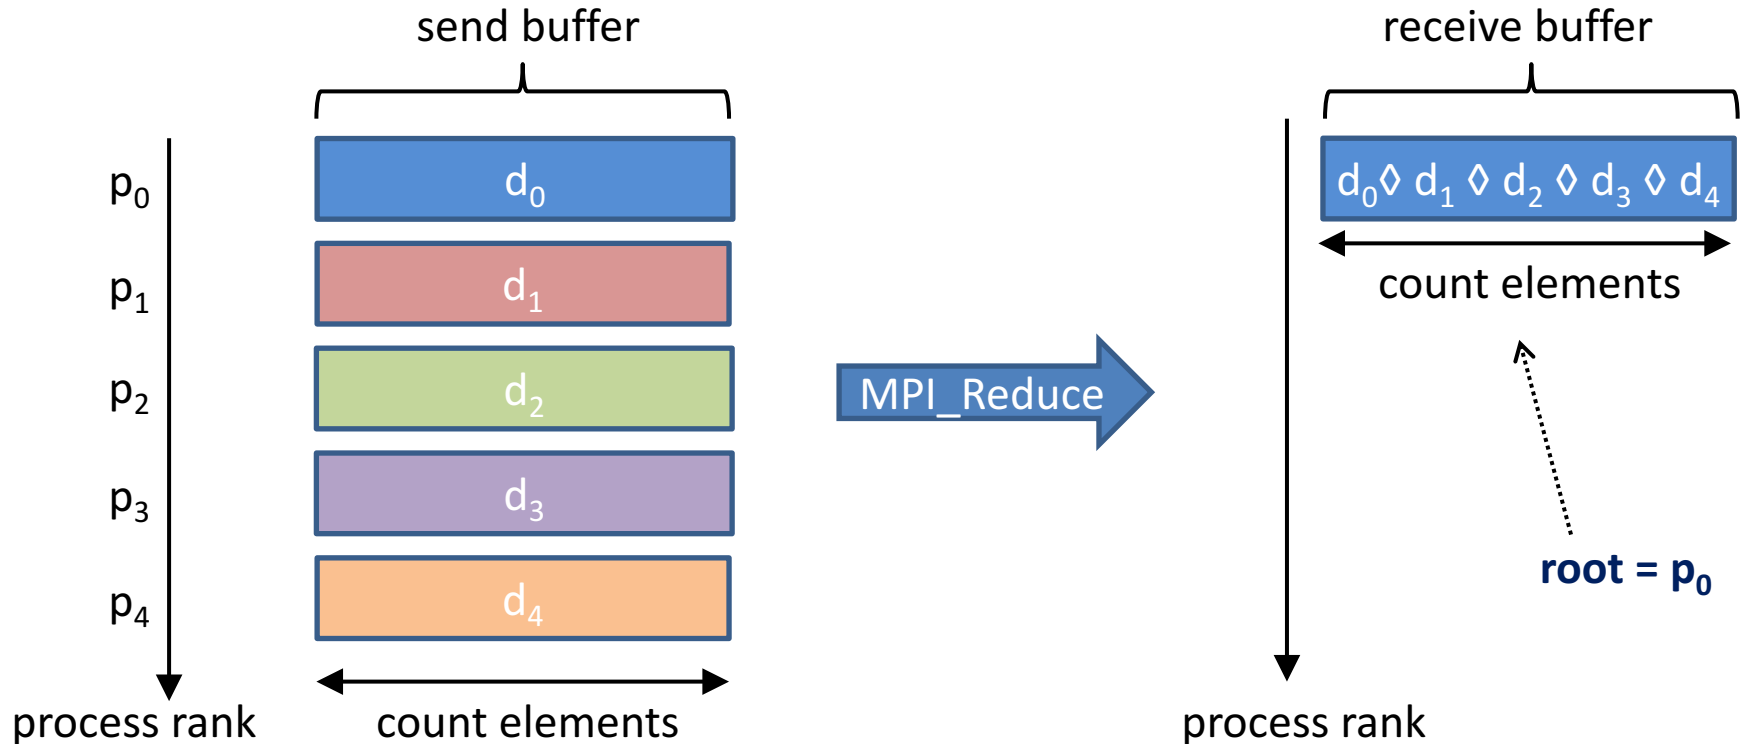 send buffer
receive buffer
p₀
d₀
d₀◊ d₁ ◊ d₂ ◊ d₃ ◊ d₄
p₁
d₁
count elements
p₂
d₂
MPI_Reduce
p₃
d₃
root = p₀
p₄
d₄
process rank
count elements
process rank